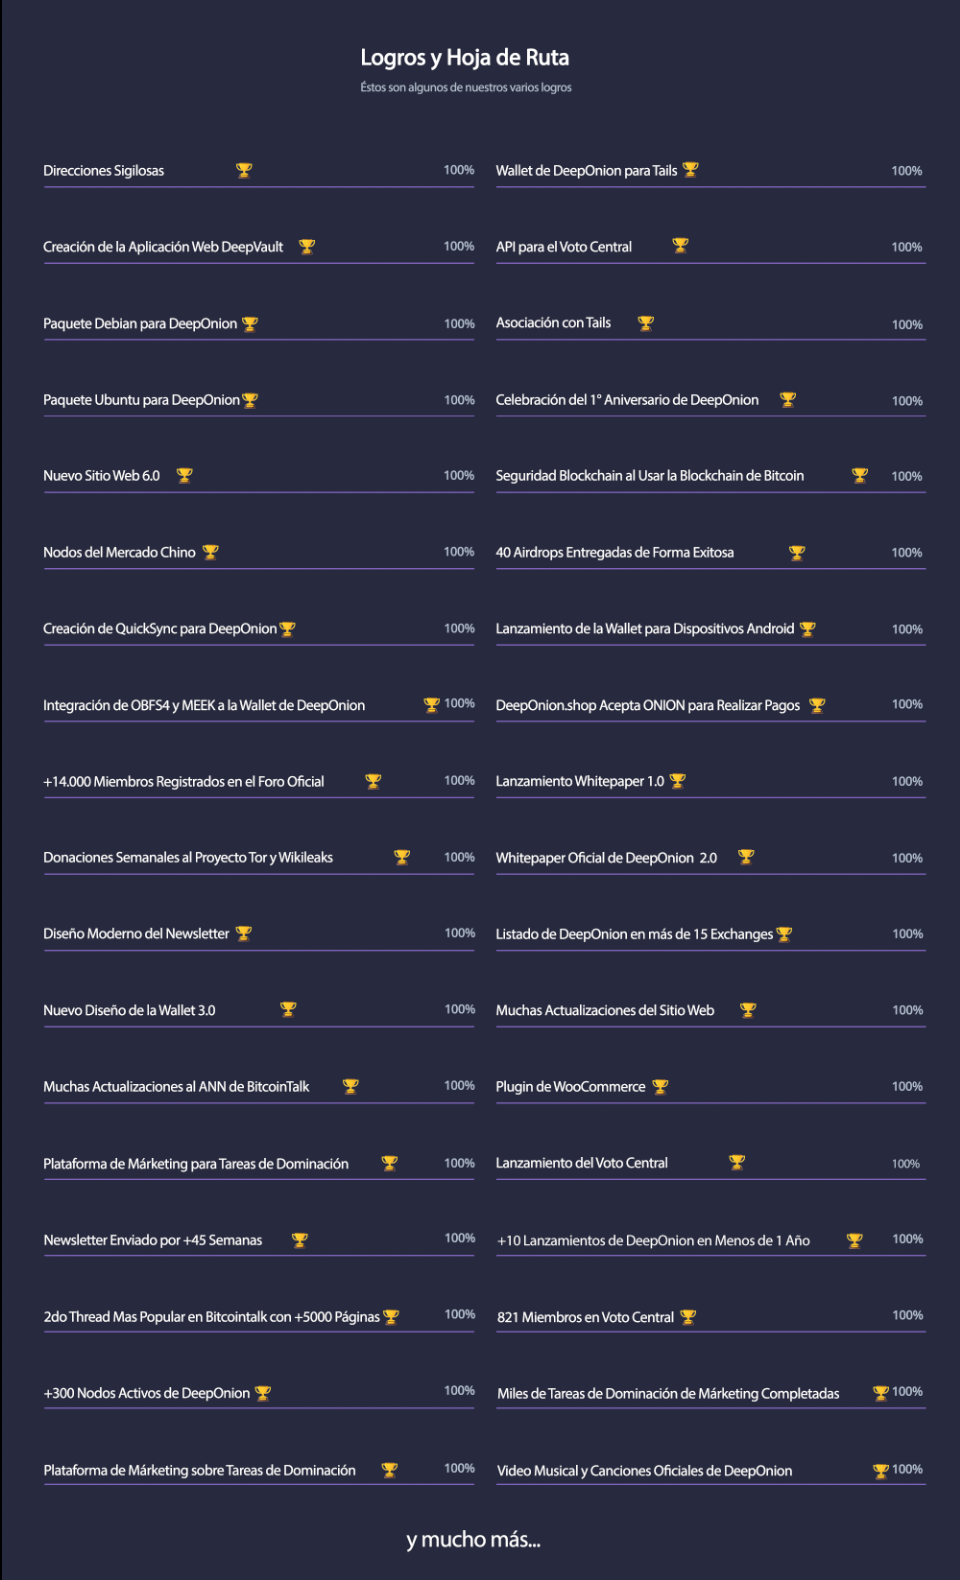 Logros y Hoja de Ruta
Éstos son algunos de nuestros varios logros
Direcciones Sigilosas 100%
Wallet de DeepOnion para Tails 100%
Creación de la Aplicación Web DeepVault 100%
API para el Voto Central 100%
Paquete Debian para DeepOnion 100%
Asociación con Tails 100%
Paquete Ubuntu para DeepOnion 100%
Celebración del 1° Aniversario de DeepOnion 100%
Nuevo Sitio Web 6.0 100%
Seguridad Blockchain al Usar la Blockchain de Bitcoin 100%
Nodos del Mercado Chino 100%
40 Airdrops Entregadas de Forma Exitosa 100%
Creación de QuickSync para DeepOnion 100%
Lanzamiento de la Wallet para Dispositivos Android 100%
Integración de OBFS4 y MEEK a la Wallet de DeepOnion 100%
DeepOnion.shop Acepta ONION para Realizar Pagos 100%
+14.000 Miembros Registrados en el Foro Oficial 100%
Lanzamiento Whitepaper 1.0 100%
Donaciones Semanales al Proyecto Tor y Wikileaks 100%
Whitepaper Oficial de DeepOnion 2.0 100%
Diseño Moderno del Newsletter 100%
Listado de DeepOnion en más de 15 Exchanges 100%
Nuevo Diseño de la Wallet 3.0 100%
Muchas Actualizaciones del Sitio Web 100%
Muchas Actualizaciones al ANN de BitcoinTalk 100%
Plugin de WooCommerce 100%
Plataforma de Márketing para Tareas de Dominación 100%
Lanzamiento del Voto Central 100%
Newsletter Enviado por +45 Semanas 100%
+10 Lanzamientos de DeepOnion en Menos de 1 Año 100%
2do Thread Mas Popular en Bitcointalk con +5000 Páginas 100%
821 Miembros en Voto Central 100%
+300 Nodos Activos de DeepOnion 100%
Miles de Tareas de Dominación de Márketing Completadas 100%
Plataforma de Márketing sobre Tareas de Dominación 100%
Video Musical y Canciones Oficiales de DeepOnion 100%
y mucho más...